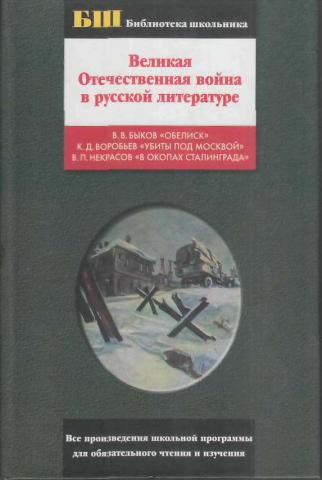 БШ Библиотека школьника
Великая
Отечественная война
в русской литературе
В. В. БЫКОВ «ОБЕЛИСК»
К. Д. ВОРОБЬЕВ «УБИТЫ ПОД МОСКВОЙ»
В. П. НЕКРАСОВ «В ОКОПАХ СТАЛИНГРАДА»
Все произведения школьной программы
для обязательного чтения и изучения